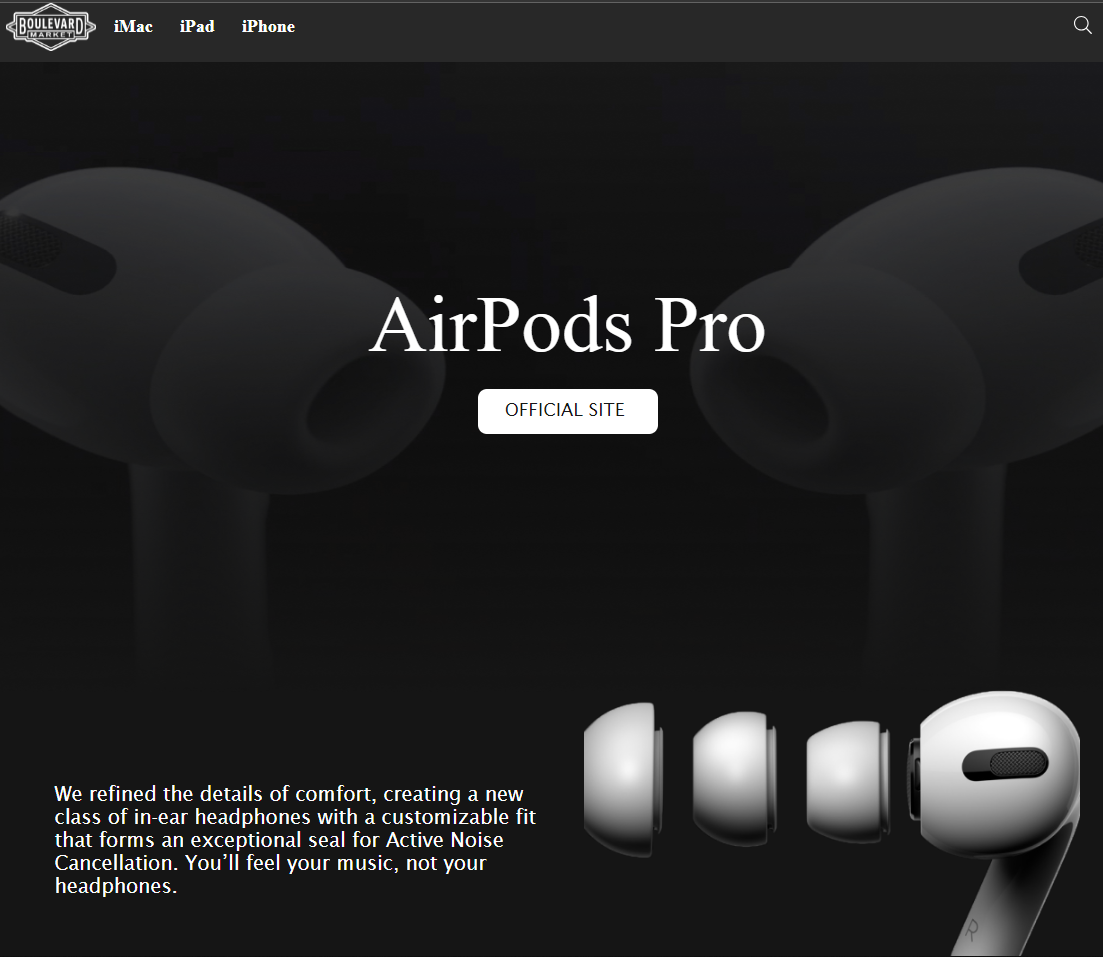 BOULEVARD
MARKET
iMac iPad iPhone
AirPods Pro
OFFICIAL SITE
We refined the details of comfort, creating a new
class of in-ear headphones with a customizable fit
that forms an exceptional seal for Active Noise
Cancellation. You’ll feel your music, not your
headphones.
R